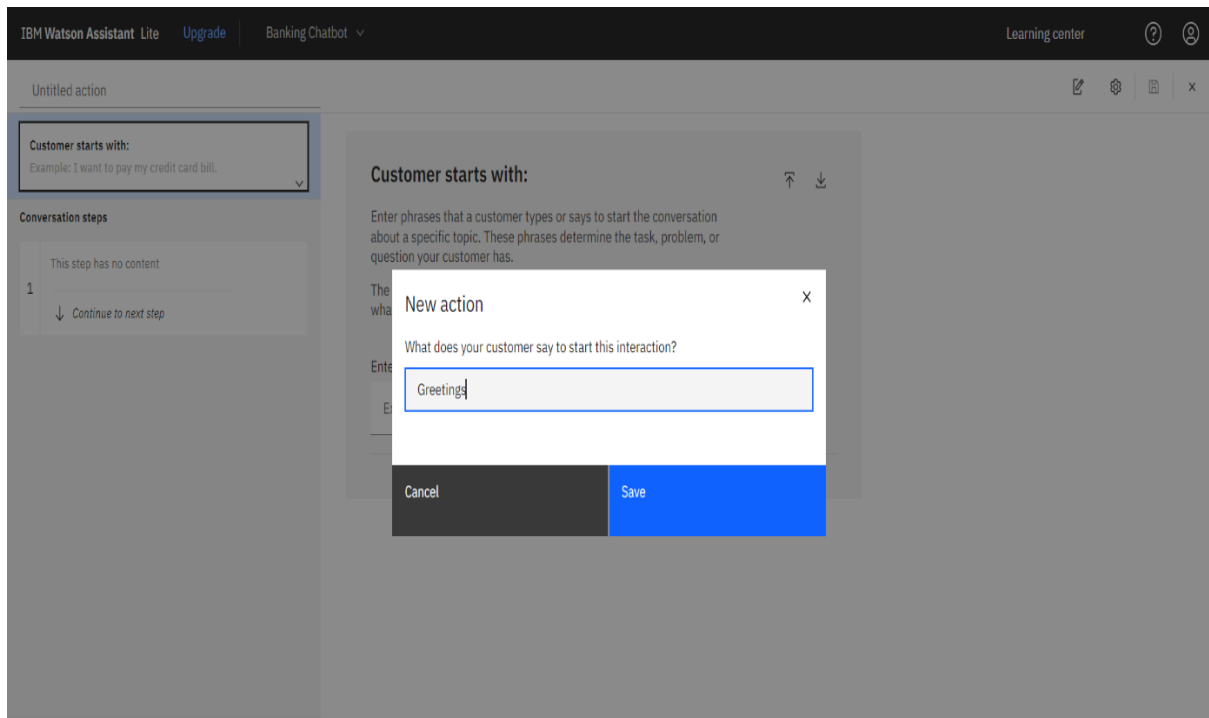 IBM Watson Assistant Lite Upgrade Banking Chatbot Learning center
Untitled action
Customer starts with:
Example: I want to pay my credit card bill.
Conversation steps
1
This step has no content
Continue to next step
Customer starts with:
Enter phrases that a customer types or says to start the conversation
about a specific topic. These phrases determine the task, problem, or
question your customer has.
The
New action
X
What does your customer say to start this interaction?
Greetings
Cancel
Save